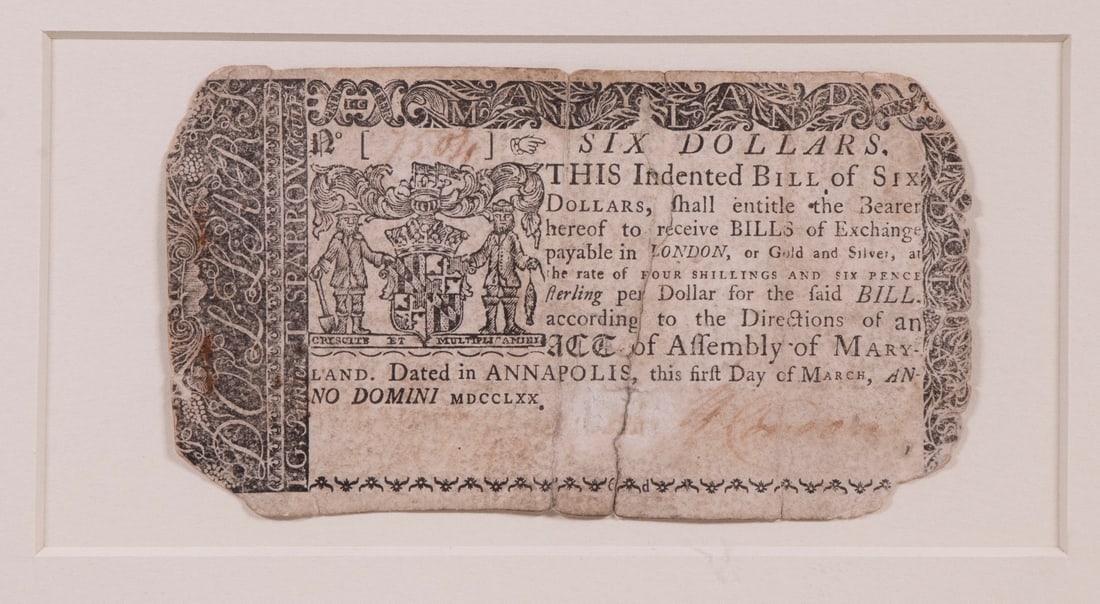 MARYLAND
No [ ] SIX DOLLARS.
THIS Indented BILL of SIX
DOLLARS, ſhall entitle the Bearer
hereof to receive BILLS of Exchange
payable in LONDON, or Gold and Silver, at
the rate of FOUR SHILLINGS AND SIX PENCE
ſterling per Dollar for the ſaid BILL.
according to the Directions of an
CRESCITE ET MULTIPLICAMINI
ACT of Aſſembly of MARY-
LAND. Dated in ANNAPOLIS, this firſt Day of MARCH, AN-
NO DOMINI MDCCLXX.
DOLLAR